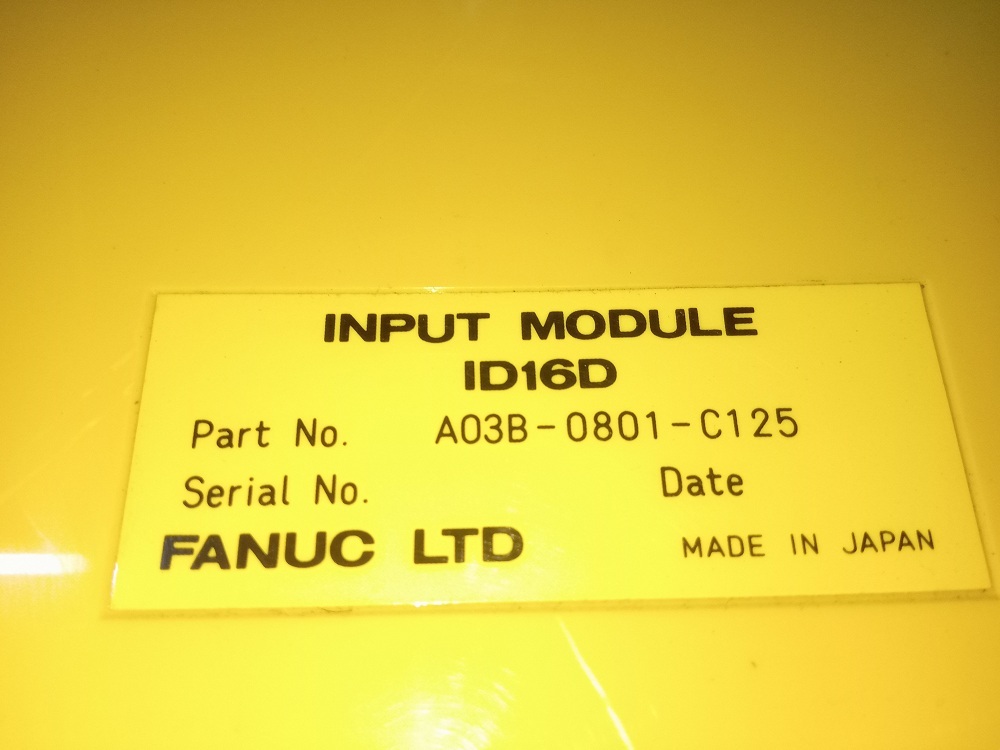 INPUT MODULE
ID16D
Part No. A03B-0801-C125
Serial No. Date
FANUC LTD MADE IN JAPAN